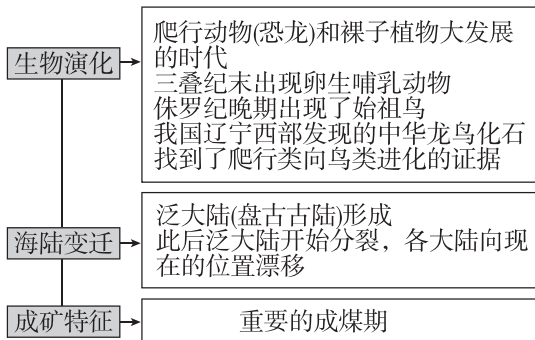 生物演化
爬行动物(恐龙)和裸子植物大发展
的时代
三叠纪末出现卵生哺乳动物
侏罗纪晚期出现了始祖鸟
我国辽宁西部发现的中华龙鸟化石
找到了爬行类向鸟类进化的证据
海陆变迁
泛大陆(盘古古陆)形成
此后泛大陆开始分裂，各大陆向现
在的位置漂移
成矿特征
重要的成煤期